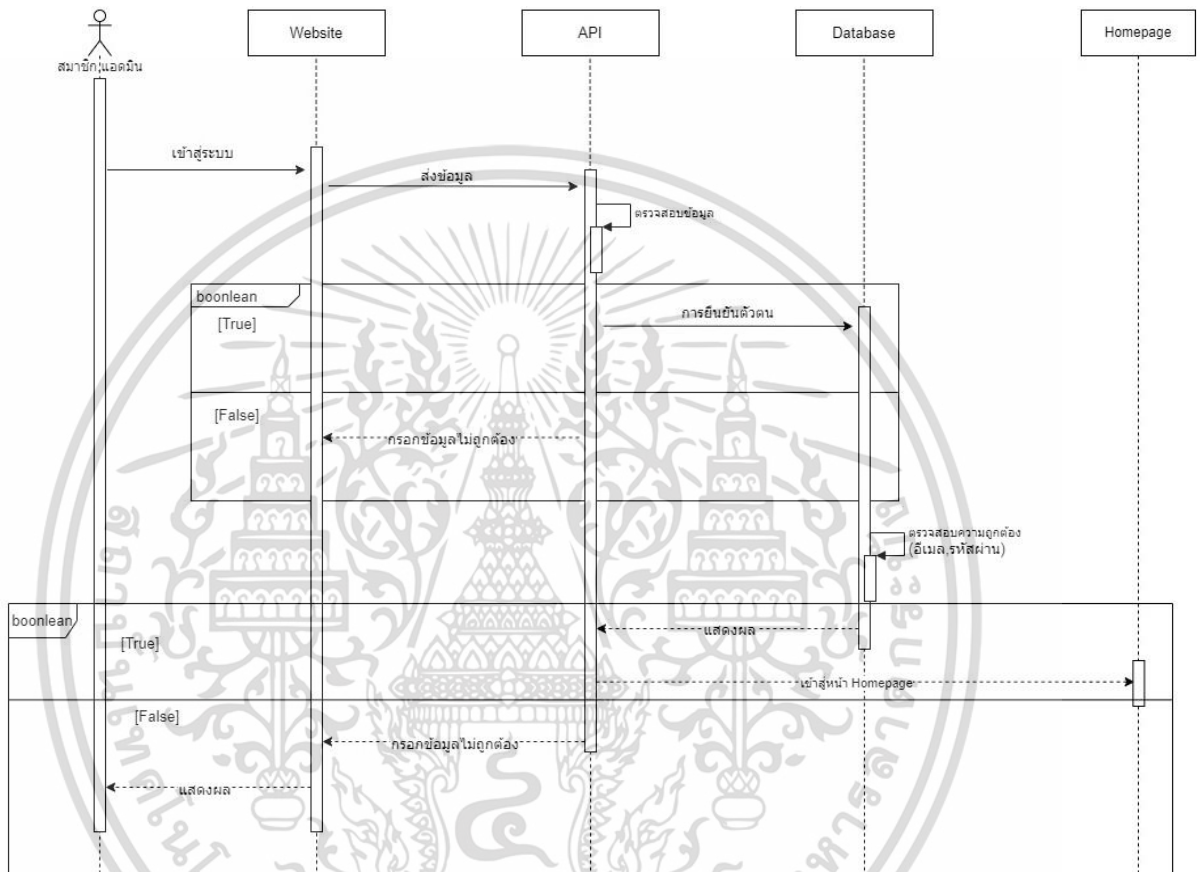 Website
API
Database
Homepage
สมาชิก,แอดมิน
เข้าสู่ระบบ
ส่งข้อมูล
ตรวจสอบข้อมูล
boonlean
[True]
การยืนยันตัวตน
[False]
กรอกข้อมูลไม่ถูกต้อง
ตรวจสอบความถูกต้อง
(อีเมล,รหัสผ่าน)
boonlean
[True]
แสดงผล
เข้าสู่หน้า Homepage
[False]
กรอกข้อมูลไม่ถูกต้อง
แสดงผล